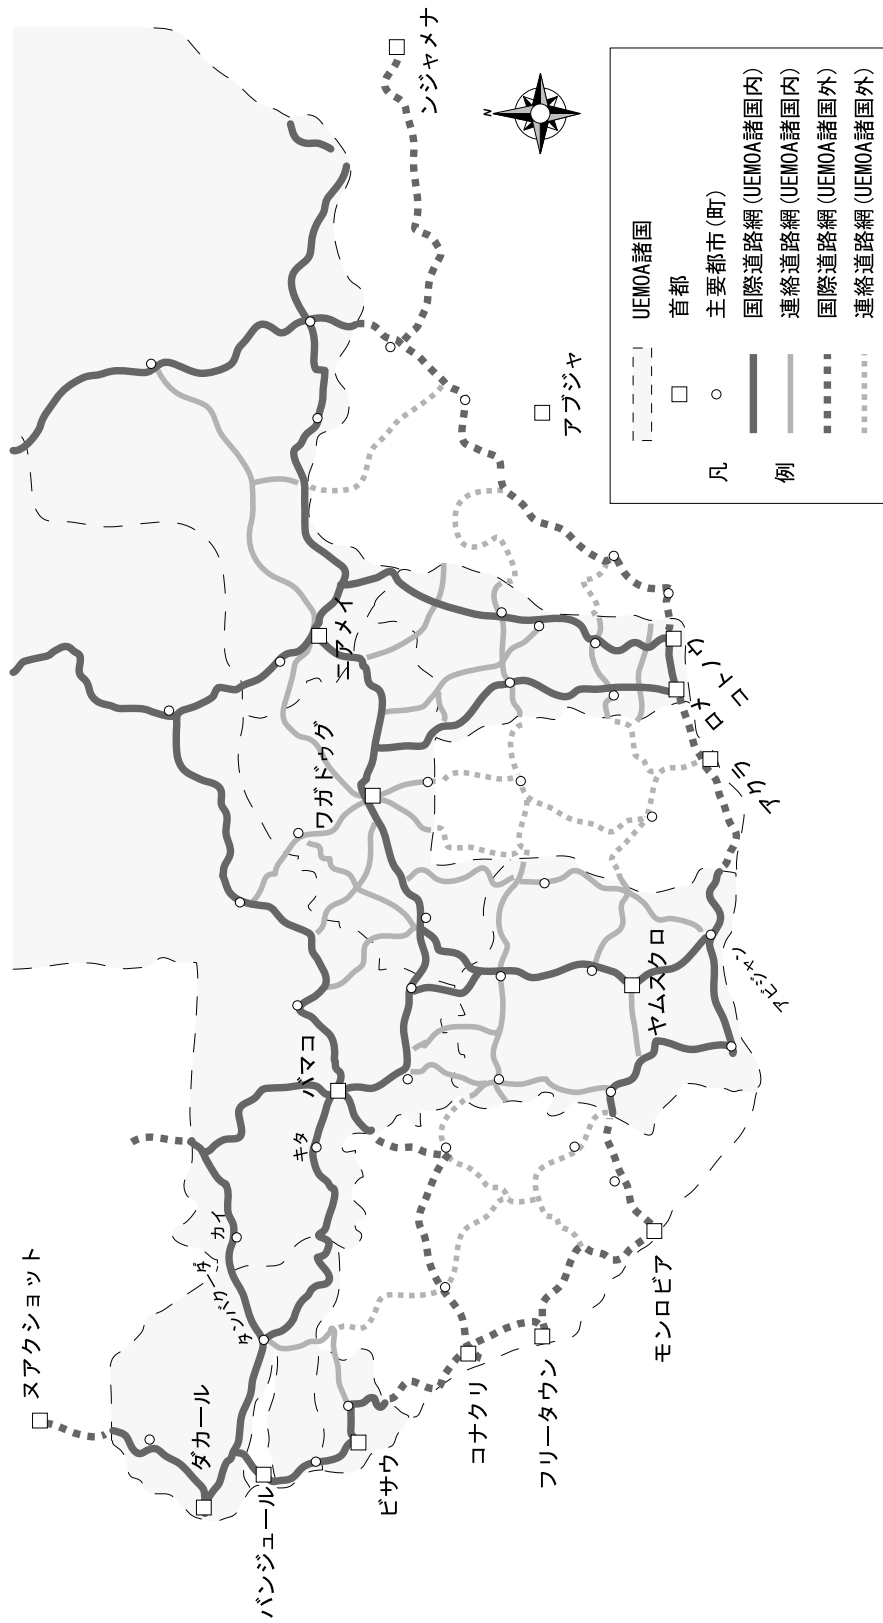 ヌアクショット
ダカール
バンジュール
ビサウ
コナクリ
フリータウン
モンロビア
タンバクンダ
カイ
キタ
バマコ
ワガドゥグ
ニアメイ
ヤムスクロ
アビジャン
アクラ
ロメ
コトノウ
アブジャ
ンジャメナ
N
凡例
UEMOA諸国
首都
主要都市(町)
国際道路網(UEMOA諸国内)
連絡道路網(UEMOA諸国内)
国際道路網(UEMOA諸国外)
連絡道路網(UEMOA諸国外)